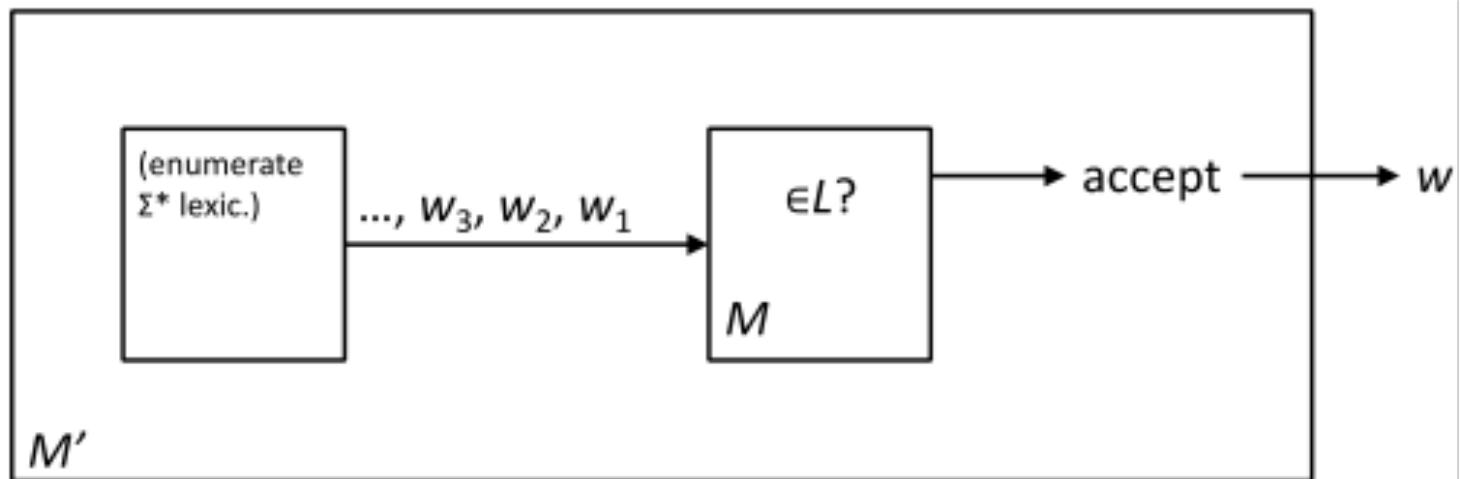 (enumerate
Σ* lexic.)
..., w₃, w₂, w₁
∈L?
M
accept
w
M′